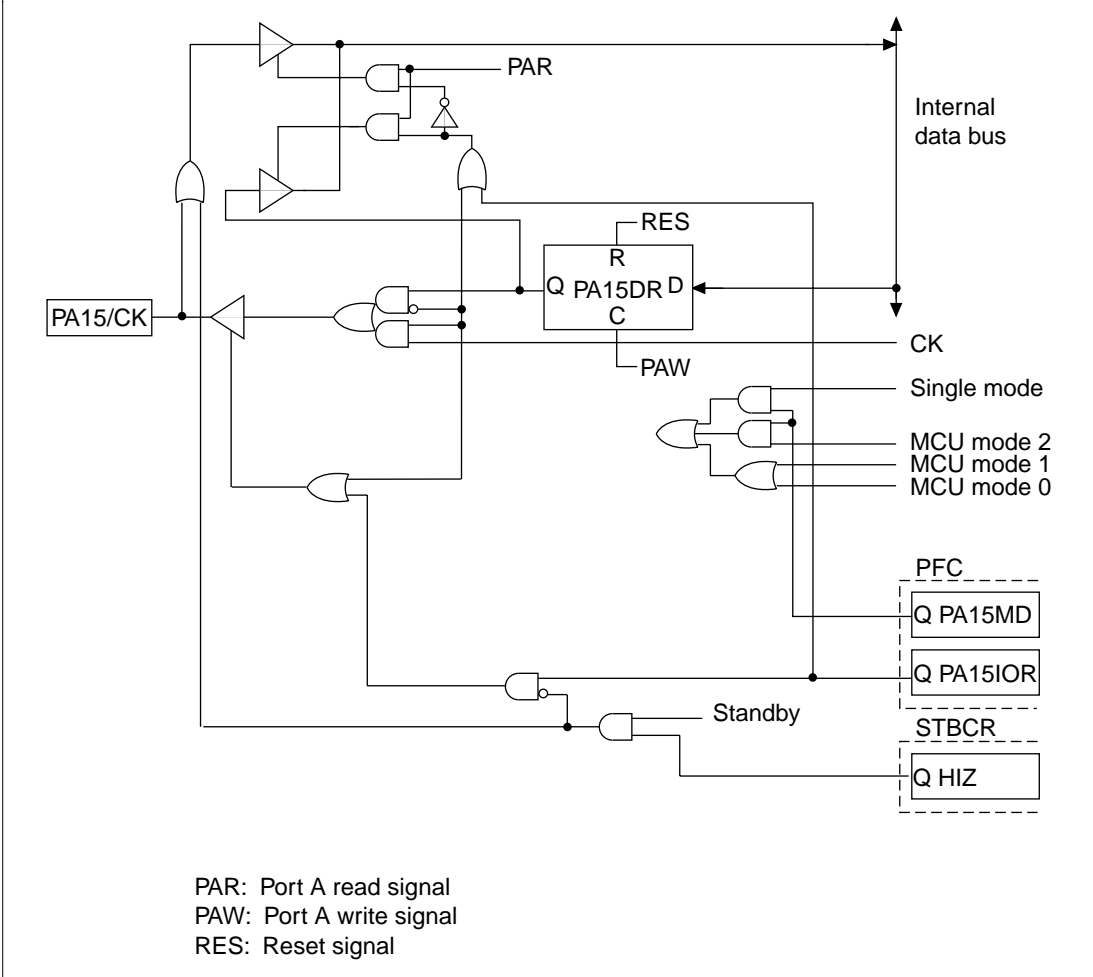 PAR
Internal
data bus
RES
R
Q PA15DR D
C
PA15/CK
CK
PAW
Single mode
MCU mode 2
MCU mode 1
MCU mode 0
PFC
Q PA15MD
Q PA15IOR
Standby
STBCR
Q HIZ
PAR: Port A read signal
PAW: Port A write signal
RES: Reset signal